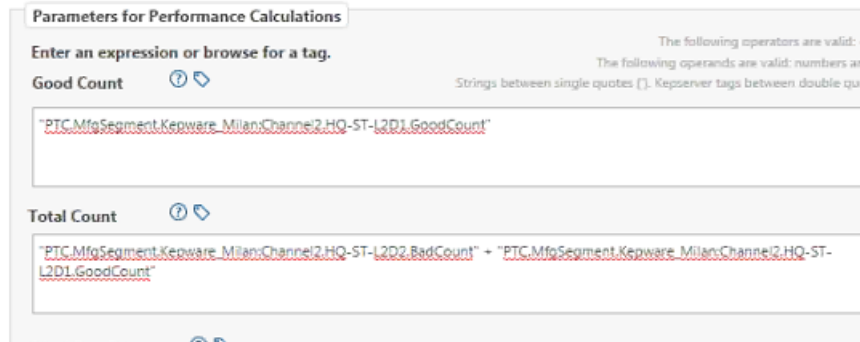 Parameters for Performance Calculations
The following operators are valid:
Enter an expression or browse for a tag.
The following operands are valid: numbers
Good Count
Strings between single quotes ('). Kepserver tags between double
"PTC.MfgSegment.Kepware_Milan:Channel2.HQ-ST-L2D1.GoodCount"
Total Count
"PTC.MfgSegment.Kepware_Milan:Channel2.HQ-ST-L2D2.BadCount" + "PTC.MfgSegment.Kepware_Milan:Channel2.HQ-ST-
L2D1.GoodCount"